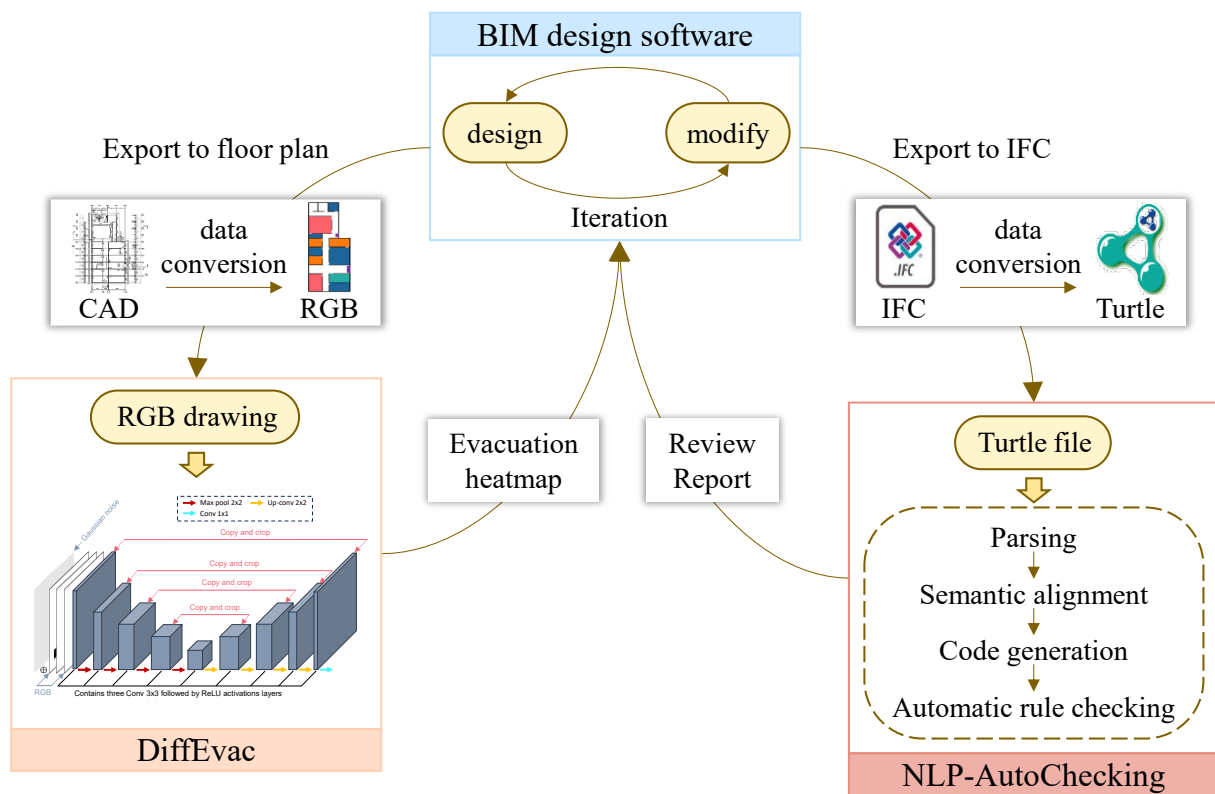 BIM design software
design
modify
Iteration
Export to floor plan
Export to IFC
data
conversion
CAD
RGB
.IFC
data
conversion
IFC
Turtle
RGB drawing
Max pool 2x2
Up-conv 2x2
Conv 1x1
Gaussian noise
Copy and crop
Copy and crop
Copy and crop
Copy and crop
RGB
Contains three Conv 3x3 followed by ReLU activations layers
DiffEvac
Evacuation
heatmap
Review
Report
Turtle file
Parsing
Semantic alignment
Code generation
Automatic rule checking
NLP-AutoChecking